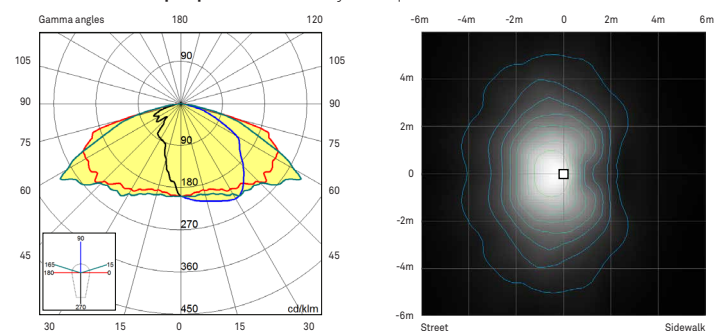 Gamma angles 180 120
105 105
90 90
75 75
60 60
45 45
30 15 0 15 30
90
90
180
270
360
450
cd/klm
90
165 15
180 0
270
-6m -4m -2m 0 2m 4m 6m
4m
2m
0
-2m
-4m
-6m
Street Sidewalk